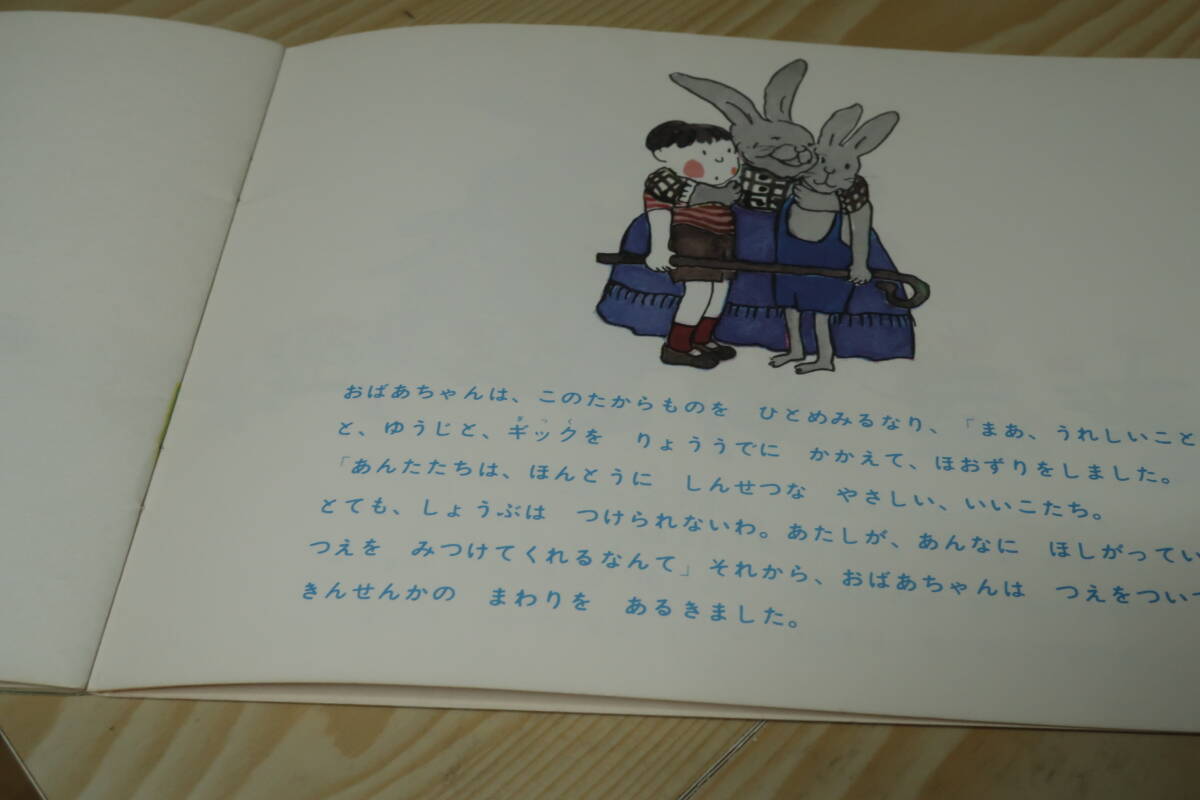 おばあちゃんは、このたからものを　ひとめみるなり、「まあ、うれしいこと
と、ゆうじと、ギックを　りょううでに　かかえて、ほおずりをしました。
ぎっく
「あんたたちは、ほんとうに　しんせつな　やさしい、いいこたち。
とても、しょうぶは　つけられないわ。あたしが、あんなに　ほしがってい
つえを　みつけてくれるなんて」それから、おばあちゃんは　つえをついて
きんせんかの　まわりを　あるきました。